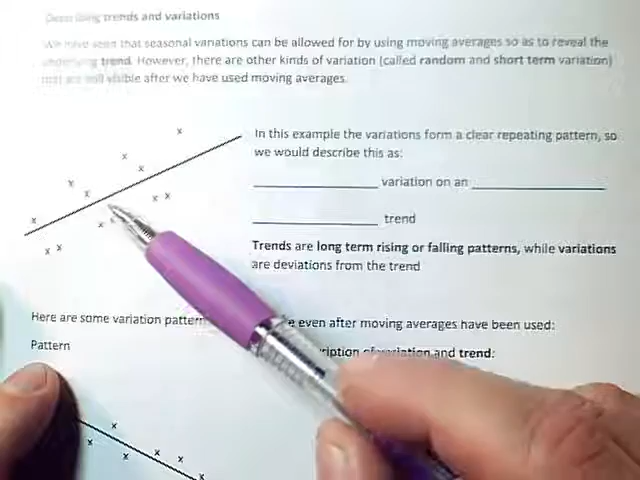 Describing trends and variations
We have seen that seasonal variations can be allowed for by using moving averages so as to reveal the
underlying trend. However, there are other kinds of variation (called random and short term variation)
that are still visible after we have used moving averages.
In this example the variations form a clear repeating pattern, so
we would describe this as:
variation on an
trend
Trends are long term rising or falling patterns, while variations
are deviations from the trend
Here are some variation pattern e even after moving averages have been used:
Pattern
ription of variation and trend: